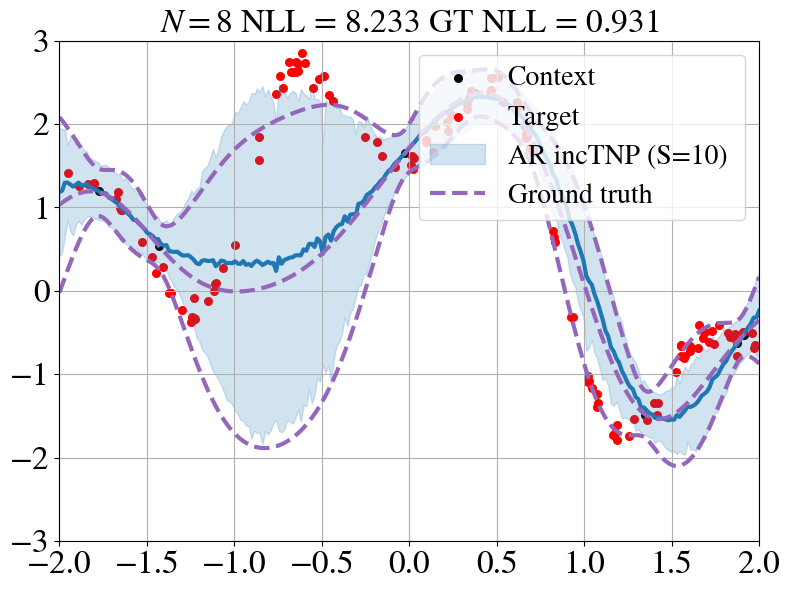 N = 8 NLL = 8.233 GT NLL = 0.931
Context
Target
AR incTNP (S=10)
Ground truth
3
2
1
0
−1
−2
−3
−2.0 −1.5 −1.0 −0.5 0.0 0.5 1.0 1.5 2.0